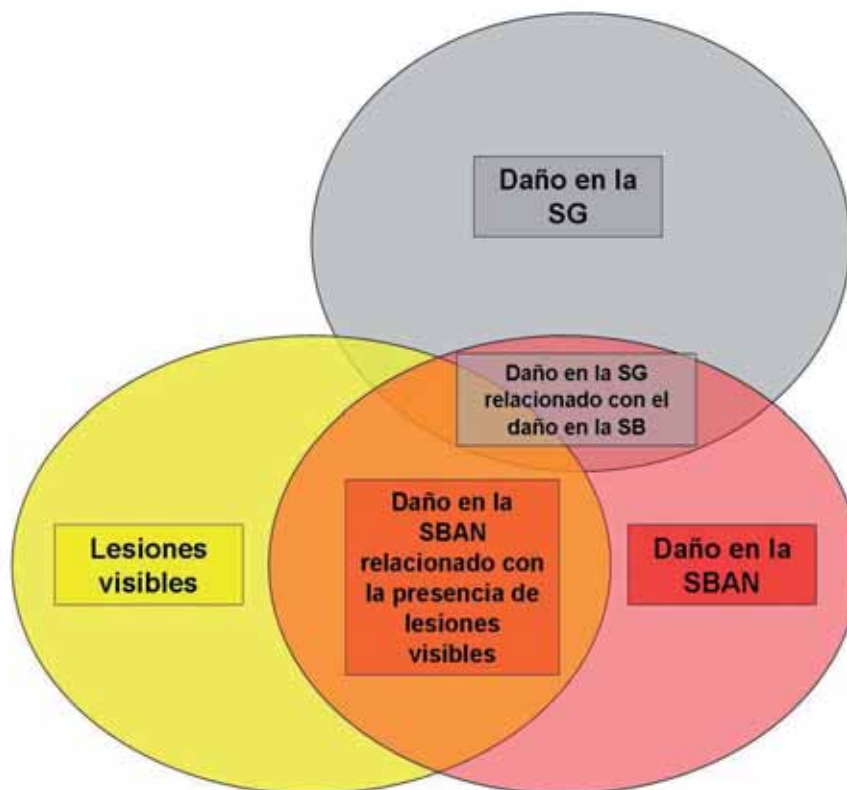 Daño en la
SG
Daño en la SG
relacionado con el
daño en la SB
Lesiones
visibles
Daño en la
SBAN
relacionado con
la presencia de
lesiones
visibles
Daño en la
SBAN